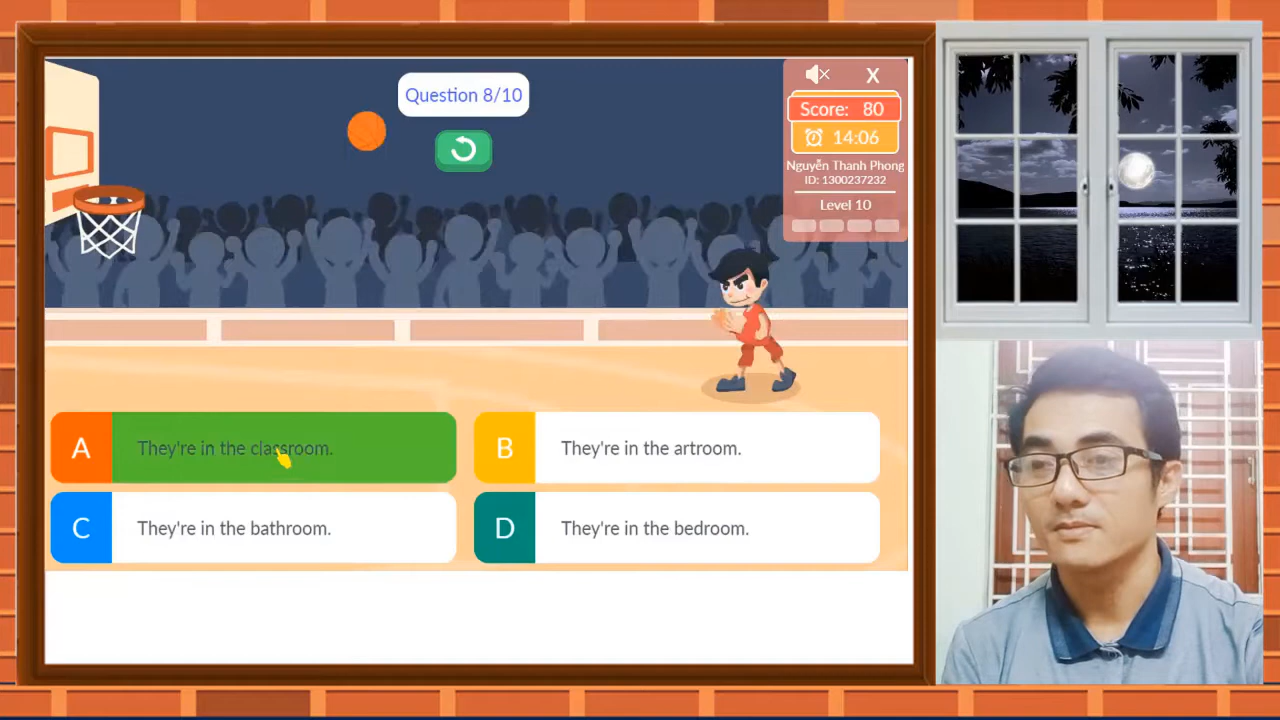 Question 8/10
X
Score: 80
14:06
Nguyễn Thanh Phong
ID: 1300237232
Level 10
A They're in the classroom.
B They're in the artroom.
C They're in the bathroom.
D They're in the bedroom.